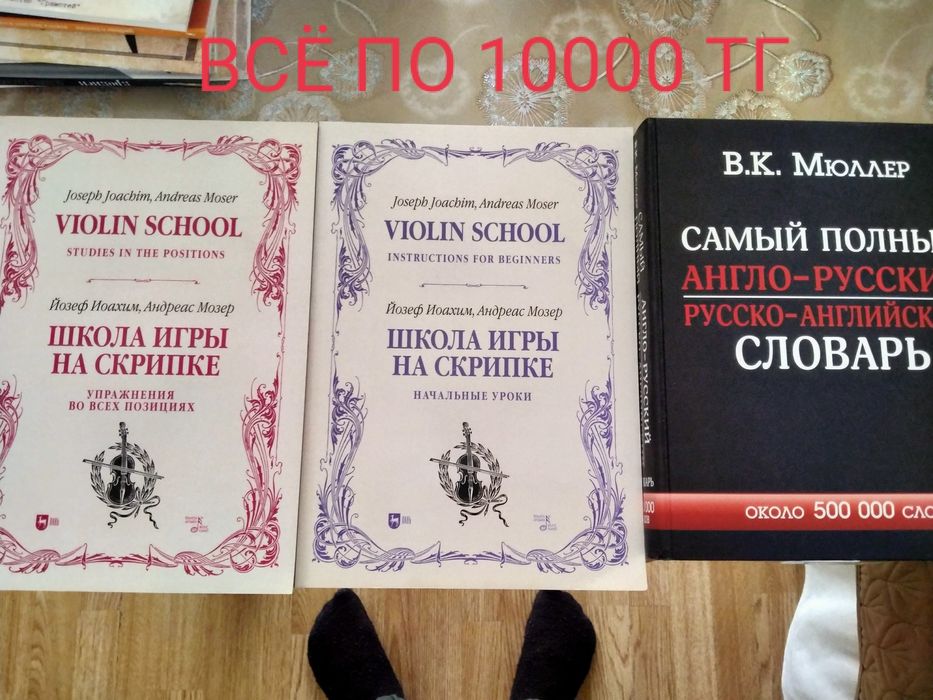 ВСЁ ПО 10000 ТГ
Joseph Joachim, Andreas Moser
VIOLIN SCHOOL
STUDIES IN THE POSITIONS
Йозеф Иоахим, Андреас Мозер
ШКОЛА ИГРЫ
НА СКРИПКЕ
УПРАЖНЕНИЯ
ВО ВСЕХ ПОЗИЦИЯХ
Joseph Joachim, Andreas Moser
VIOLIN SCHOOL
INSTRUCTIONS FOR BEGINNERS
Йозеф Иоахим, Андреас Мозер
ШКОЛА ИГРЫ
НА СКРИПКЕ
НАЧАЛЬНЫЕ УРОКИ
В.К. МЮЛЛЕР
САМЫЙ ПОЛНЫ
АНГЛО-РУССКИ
РУССКО-АНГЛИЙСК
СЛОВАРЬ
ОКОЛО 500 000 СЛО